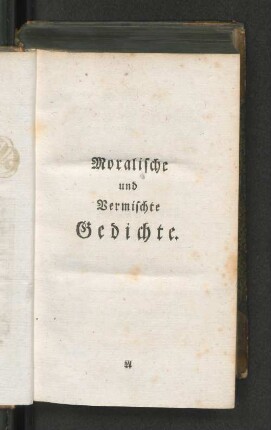 Moralische
und
Vermischte
Gedichte.
A